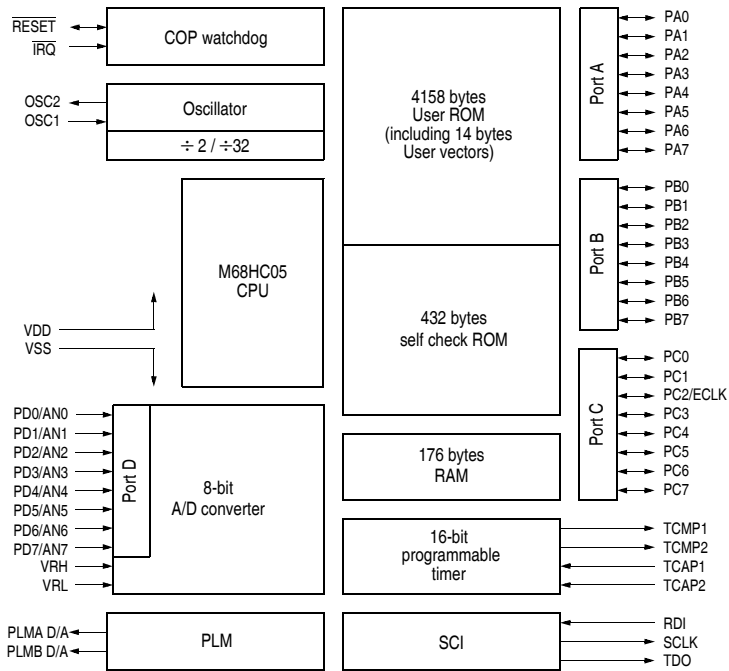 RESET
IRQ
COP watchdog
OSC2
OSC1
Oscillator
÷ 2 / ÷32
M68HC05
CPU
VDD
VSS
PD0/AN0
PD1/AN1
PD2/AN2
PD3/AN3
PD4/AN4
PD5/AN5
PD6/AN6
PD7/AN7
VRH
VRL
Port D
8-bit
A/D converter
PLMA D/A
PLMB D/A
PLM
4158 bytes
User ROM
(including 14 bytes
User vectors)
432 bytes
self check ROM
176 bytes
RAM
16-bit
programmable
timer
SCI
Port A
PA0
PA1
PA2
PA3
PA4
PA5
PA6
PA7
Port B
PB0
PB1
PB2
PB3
PB4
PB5
PB6
PB7
Port C
PC0
PC1
PC2/ECLK
PC3
PC4
PC5
PC6
PC7
TCMP1
TCMP2
TCAP1
TCAP2
RDI
SCLK
TDO